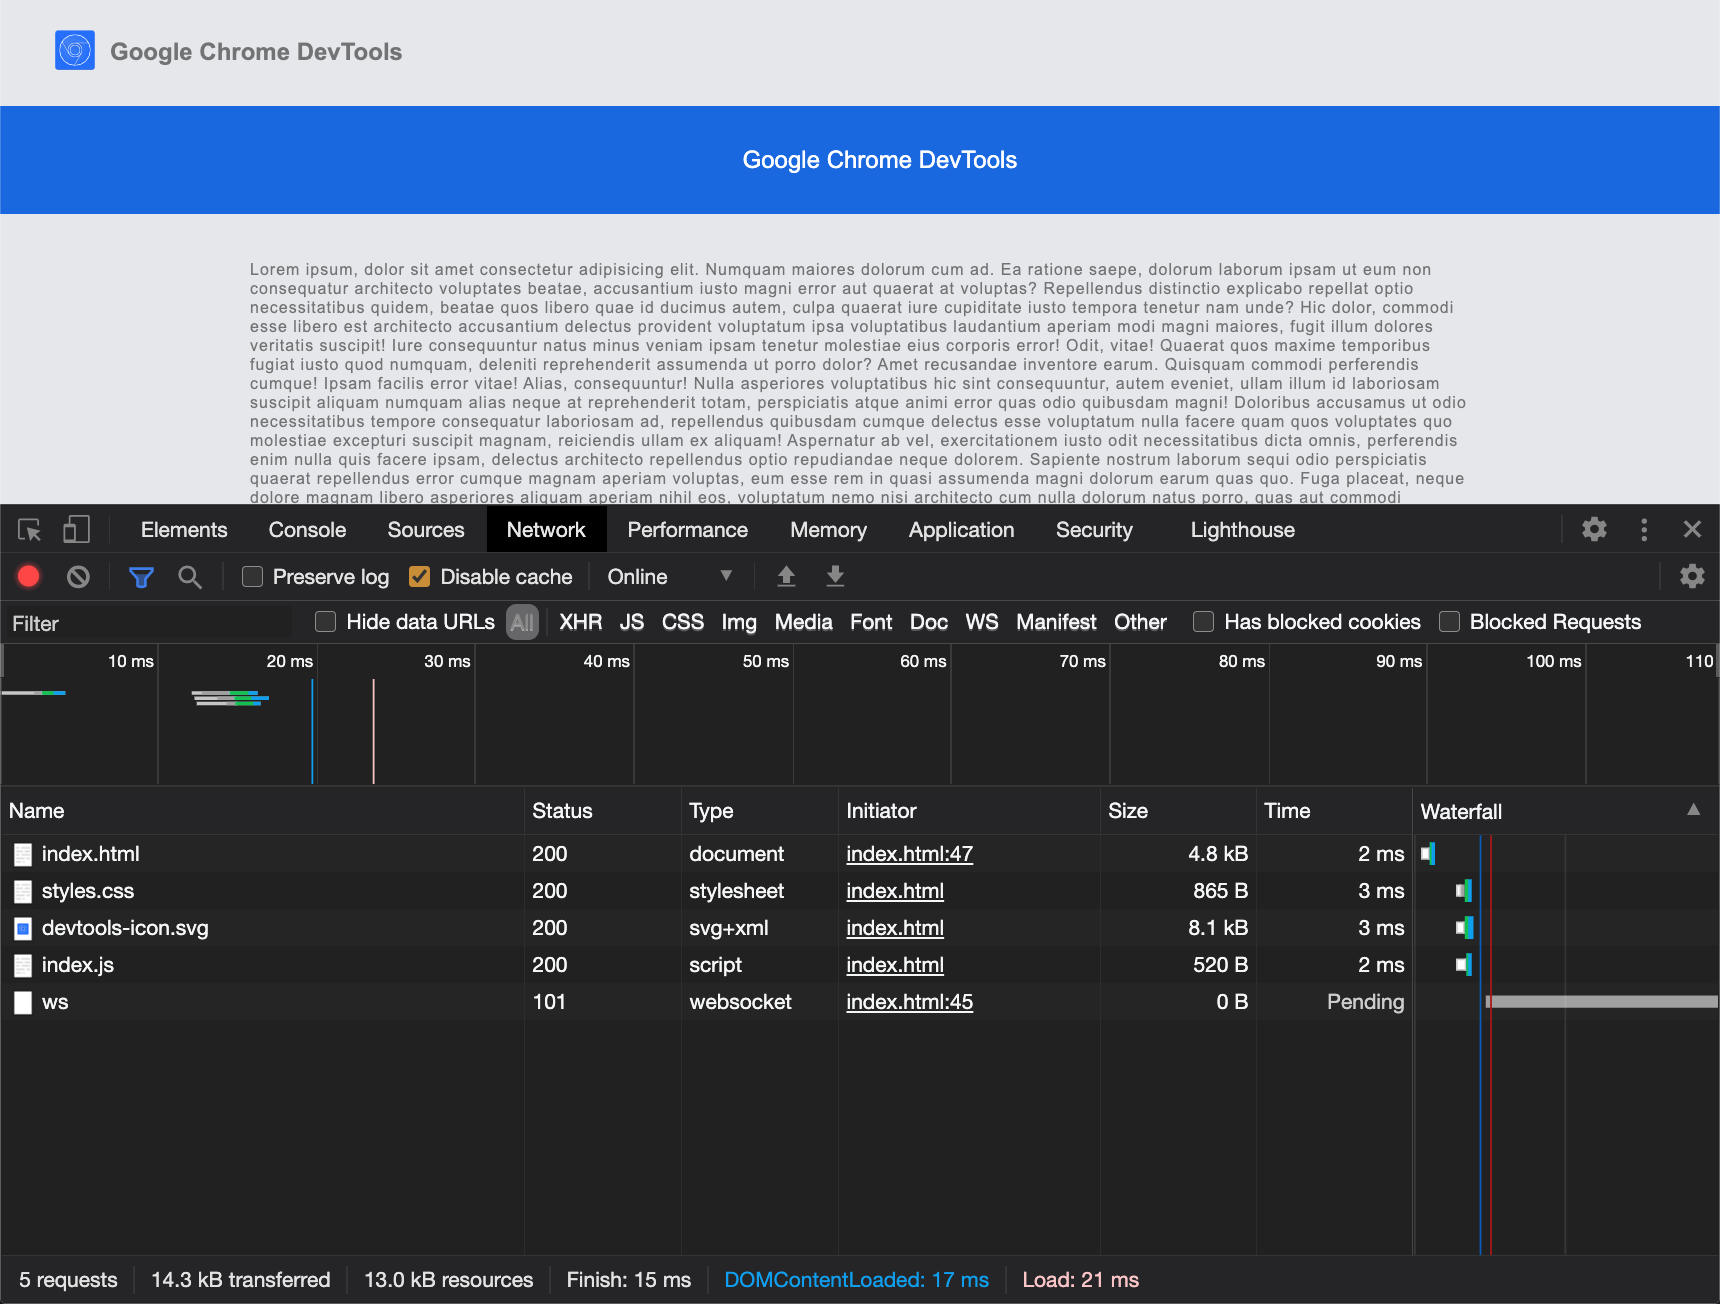 Google Chrome DevTools
Google Chrome DevTools
Lorem ipsum, dolor sit amet consectetur adipisicing elit. Numquam maiores dolorum cum ad. Ea ratione saepe, dolorum laborum ipsam ut eum non
consequatur architecto voluptates beatae, accusantium iusto magni error aut quaerat at voluptas? Repellendus distinctio explicabo repellat optio
necessitatibus quidem, beatae quos libero quae id ducimus autem, culpa quaerat iure cupiditate iusto tempora tenetur nam unde? Hic dolor, commodi
esse libero est architecto accusantium delectus provident voluptatum ipsa voluptatibus laudantium aperiam modi magni maiores, fugit illum dolores
veritatis suscipit! Iure consequuntur natus minus veniam ipsam tenetur molestiae eius corporis error! Odit, vitae! Quaerat quos maxime temporibus
fugiat iusto quod numquam, deleniti reprehenderit assumenda ut porro dolor? Amet recusandae inventore earum. Quisquam commodi perferendis
cumque! Ipsam facilis error vitae! Alias, consequuntur! Nulla asperiores voluptatibus hic sint consequuntur, autem eveniet, ullam illum id laboriosam
suscipit aliquam numquam alias neque at reprehenderit totam, perspiciatis atque animi error quas odio quibusdam magni! Doloribus accusamus ut odio
necessitatibus tempore consequatur laboriosam ad, repellendus quibusdam cumque delectus esse voluptatum nulla facere quam quos voluptates quo
molestiae excepturi suscipit magnam, reiciendis ullam ex aliquam! Aspernatur ab vel, exercitationem iusto odit necessitatibus dicta omnis, perferendis
enim nulla quis facere ipsam, delectus architecto repellendus optio repudiandae neque dolorem. Sapiente nostrum laborum sequi odio perspiciatis
quaerat repellendus error cumque magnam aperiam voluptas, eum esse rem in quasi assumenda magni dolorum earum quas quo. Fuga placeat, neque
dolore magnam libero asperiores aliquam aperiam nihil eos, voluptatum nemo nisi architecto cum nulla dolorum natus porro, quas aut commodi
Elements Console Sources Network Performance Memory Application Security Lighthouse
Preserve log Disable cache Online
Filter Hide data URLs All XHR JS CSS Img Media Font Doc WS Manifest Other Has blocked cookies Blocked Requests
10 ms 20 ms 30 ms 40 ms 50 ms 60 ms 70 ms 80 ms 90 ms 100 ms 110
Name Status Type Initiator Size Time Waterfall
index.html 200 document index.html:47 4.8 kB 2 ms
styles.css 200 stylesheet index.html 865 B 3 ms
devtools-icon.svg 200 svg+xml index.html 8.1 kB 3 ms
index.js 200 script index.html 520 B 2 ms
ws 101 websocket index.html:45 0 B Pending
5 requests 14.3 kB transferred 13.0 kB resources Finish: 15 ms DOMContentLoaded: 17 ms Load: 21 ms